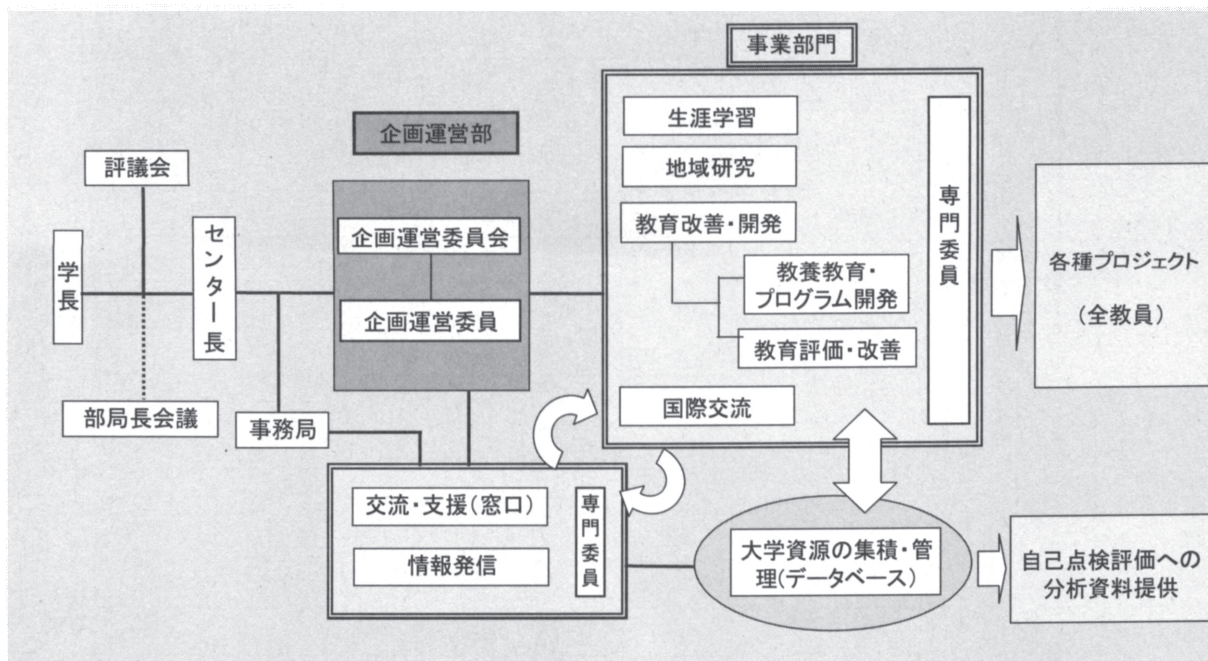 事業部門
企画運営部
評議会
学長
センター長
部局長会議
事務局
企画運営委員会
企画運営委員
生涯学習
地域研究
教育改善・開発
教養教育・
プログラム開発
教育評価・改善
国際交流
専門委員
各種プロジェクト
(全教員)
交流・支援(窓口)
情報発信
専門委員
大学資源の集積・管
理(データベース)
自己点検評価への
分析資料提供